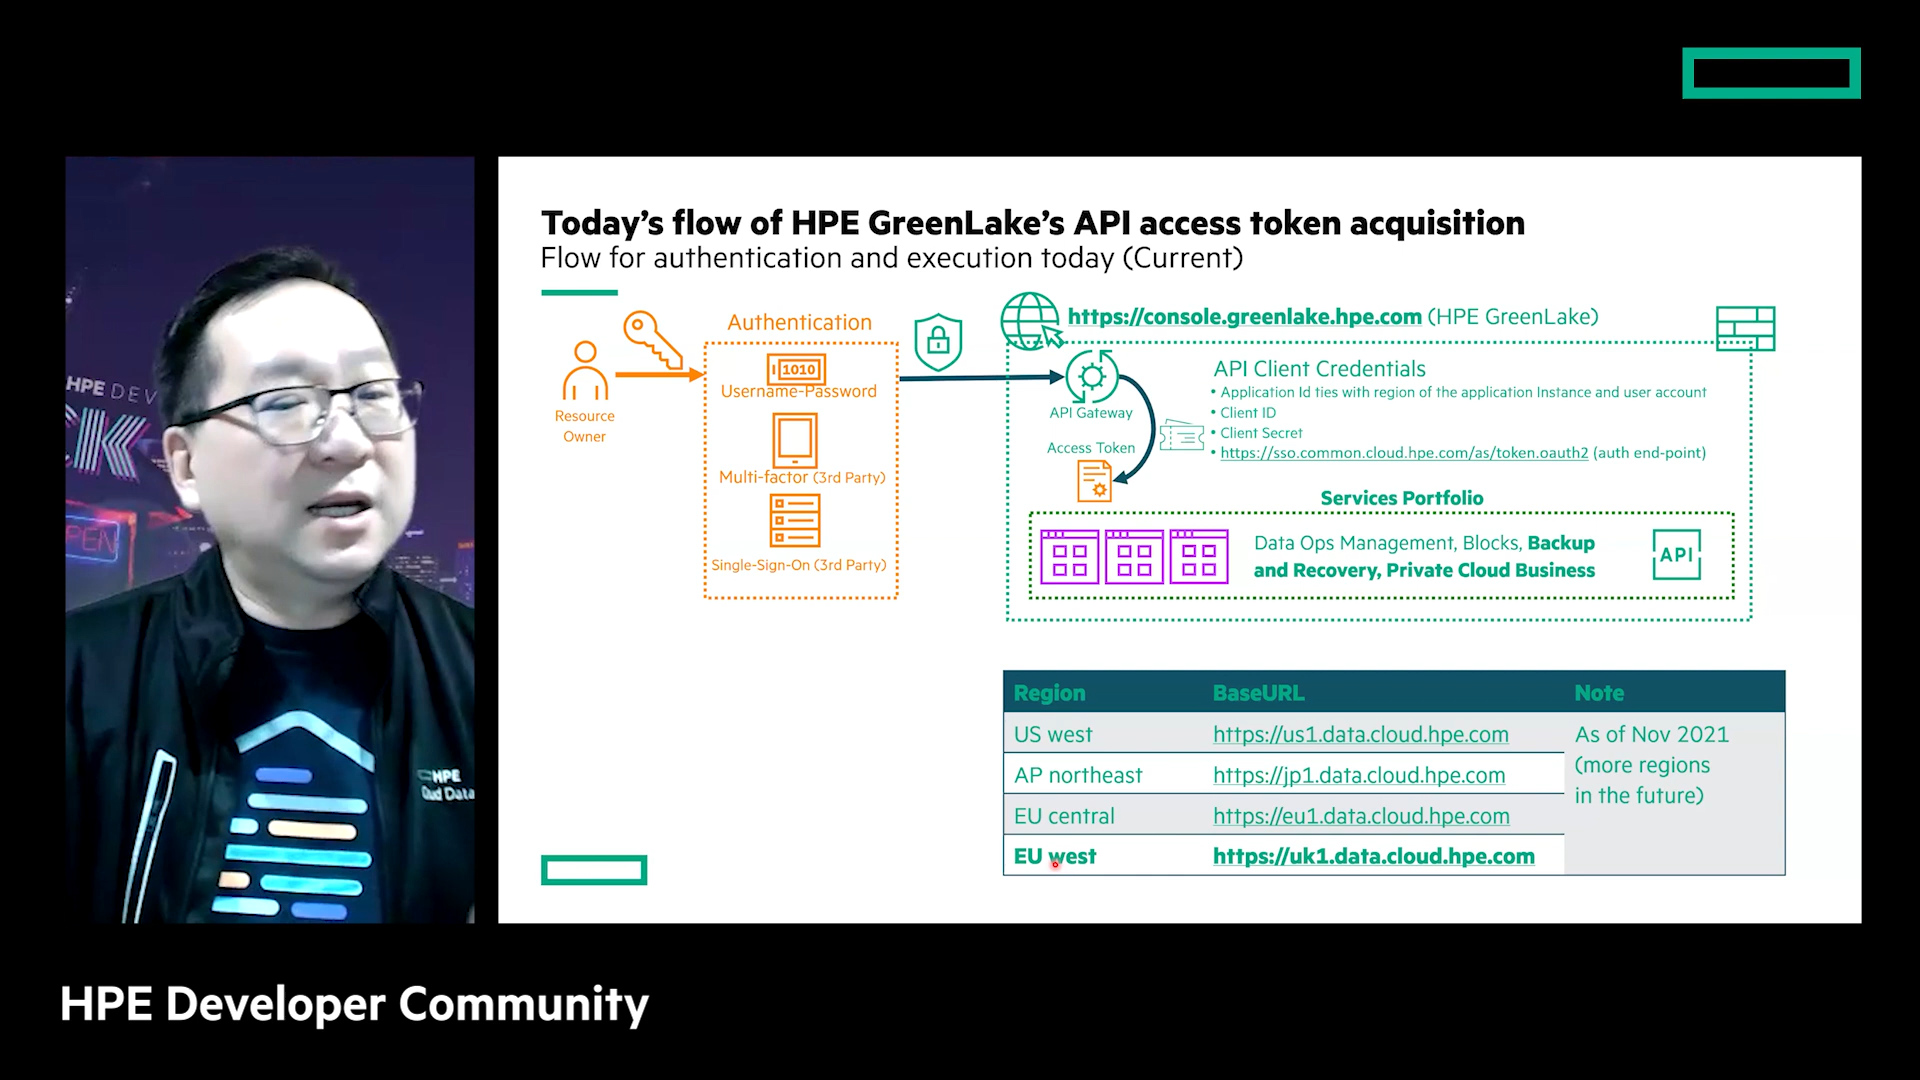 HPE DEV
CK
OPEN
HPE
Cloud Data
Today's flow of HPE GreenLake's API access token acquisition
Flow for authentication and execution today (Current)
Resource
Owner
Authentication
1010
Username-Password
Multi-factor (3rd Party)
Single-Sign-On (3rd Party)
https://console.greenlake.hpe.com (HPE GreenLake)
API Gateway
Access Token
API Client Credentials
• Application Id ties with region of the application Instance and user account
• Client ID
• Client Secret
• https://sso.common.cloud.hpe.com/as/token.oauth2 (auth end-point)
Services Portfolio
Data Ops Management, Blocks, Backup
and Recovery, Private Cloud Business
API
Region BaseURL Note
US west https://us1.data.cloud.hpe.com As of Nov 2021
AP northeast https://jp1.data.cloud.hpe.com (more regions
in the future)
EU central https://eu1.data.cloud.hpe.com
EU west https://uk1.data.cloud.hpe.com
HPE Developer Community